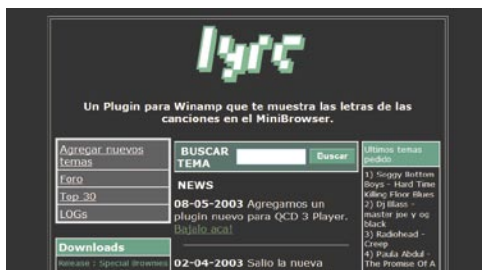 lyrc
Un Plugin para Winamp que te muestra las letras de las
canciones en el MiniBrowser.
Agregar nuevos
temas
Foro
Top 30
LOGs
Downloads
Release : Special Brownies
BUSCAR
TEMA
Buscar
NEWS
08-05-2003 Agregamos un
plugin nuevo para QCD 3 Player.
Bajalo aca!
02-04-2003 Salio la nueva
Ultimos temas
pedido
1) Soggy Bottom
Boys - Hard Time
Killing Floor Blues
2) Dj Blass -
master joe y og
black
3) Radiohead -
Creep
4) Paula Abdul -
The Promise Of A